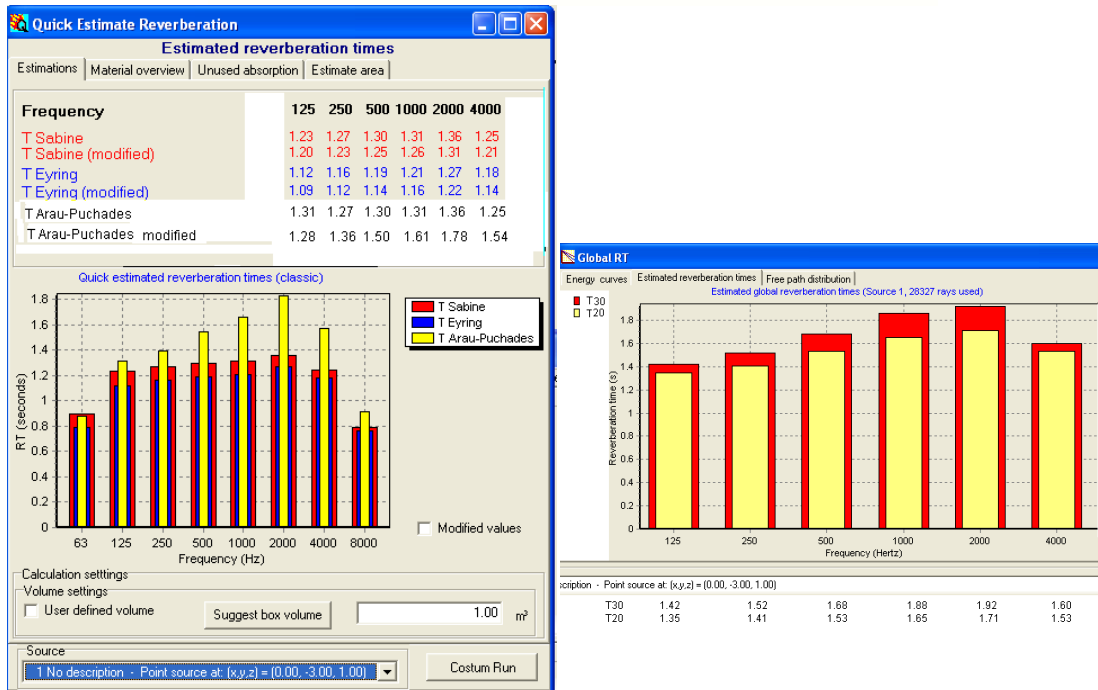 Quick Estimate Reverberation
Estimated reverberation times
Estimations Material overview Unused absorption Estimate area
Frequency 125 250 500 1000 2000 4000
T Sabine 1.23 1.27 1.30 1.31 1.36 1.25
T Sabine (modified) 1.20 1.23 1.25 1.26 1.31 1.21
T Eyring 1.12 1.16 1.19 1.21 1.27 1.18
T Eyring (modified) 1.09 1.12 1.14 1.16 1.22 1.14
T Arau-Puchades 1.31 1.27 1.30 1.31 1.36 1.25
T Arau-Puchades modified 1.28 1.36 1.50 1.61 1.78 1.54
Quick estimated reverberation times (classic)
T Sabine
T Eyring
T Arau-Puchades
RT (seconds)
1.8
1.6
1.4
1.2
1
0.8
0.6
0.4
0.2
0
63 125 250 500 1000 2000 4000 8000
Frequency (Hz)
Modified values
Calculation setttings
Volume settings
User defined volume Suggest box volume 1.00 m³
Source
1 No description - Point source at: (x,y,z) = (0.00, -3.00, 1.00) Costum Run
Global RT
Energy curves Estimated reverberation times Free path distribution
Estimated global reverberation times (Source 1, 28327 rays used)
T30
T20
Reverberation time (s)
1.8
1.6
1.4
1.2
1
0.8
0.6
0.4
0.2
0
125 250 500 1000 2000 4000
Frequency (Hertz)
scription - Point source at: (x,y,z) = (0.00, -3.00, 1.00)
T30 1.42 1.52 1.68 1.88 1.92 1.60
T20 1.35 1.41 1.53 1.65 1.71 1.53